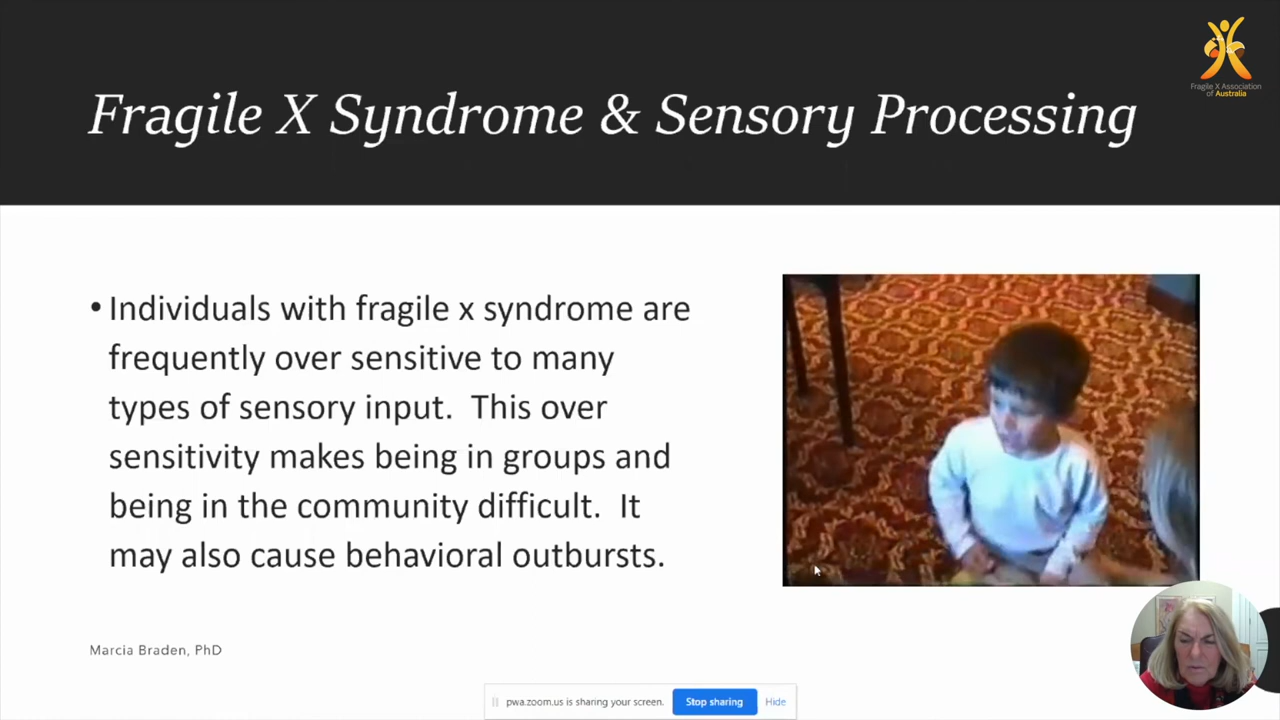 Fragile X Association
of Australia
Fragile X Syndrome & Sensory Processing
• Individuals with fragile x syndrome are
frequently over sensitive to many
types of sensory input.  This over
sensitivity makes being in groups and
being in the community difficult.  It
may also cause behavioral outbursts.
Marcia Braden, PhD
pwa.zoom.us is sharing your screen. Stop sharing Hide